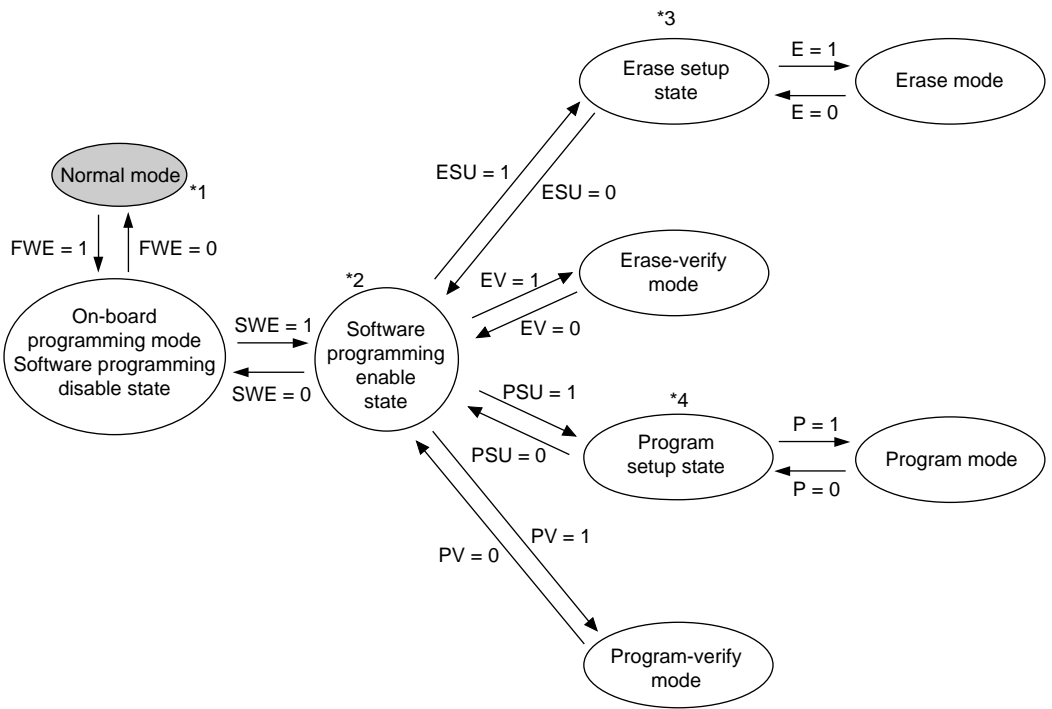 *3
Erase setup
state
E = 1
E = 0
Erase mode
Normal mode
*1
FWE = 1
FWE = 0
ESU = 1
ESU = 0
On-board
programming mode
Software programming
disable state
SWE = 1
SWE = 0
*2
Software
programming
enable
state
EV = 1
EV = 0
Erase-verify
mode
PSU = 1
PSU = 0
*4
Program
setup state
P = 1
P = 0
Program mode
PV = 1
PV = 0
Program-verify
mode